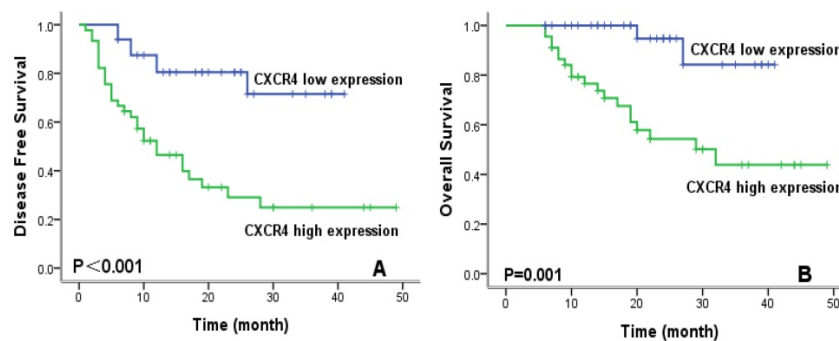 Disease Free Survival
1.0
0.8
0.6
0.4
0.2
0.0
CXCR4 low expression
CXCR4 high expression
P<0.001
A
0 10 20 30 40 50
Time (month)
Overall Survival
1.0
0.8
0.6
0.4
0.2
0.0
CXCR4 low expression
CXCR4 high expression
P=0.001
B
0 10 20 30 40 50
Time (month)